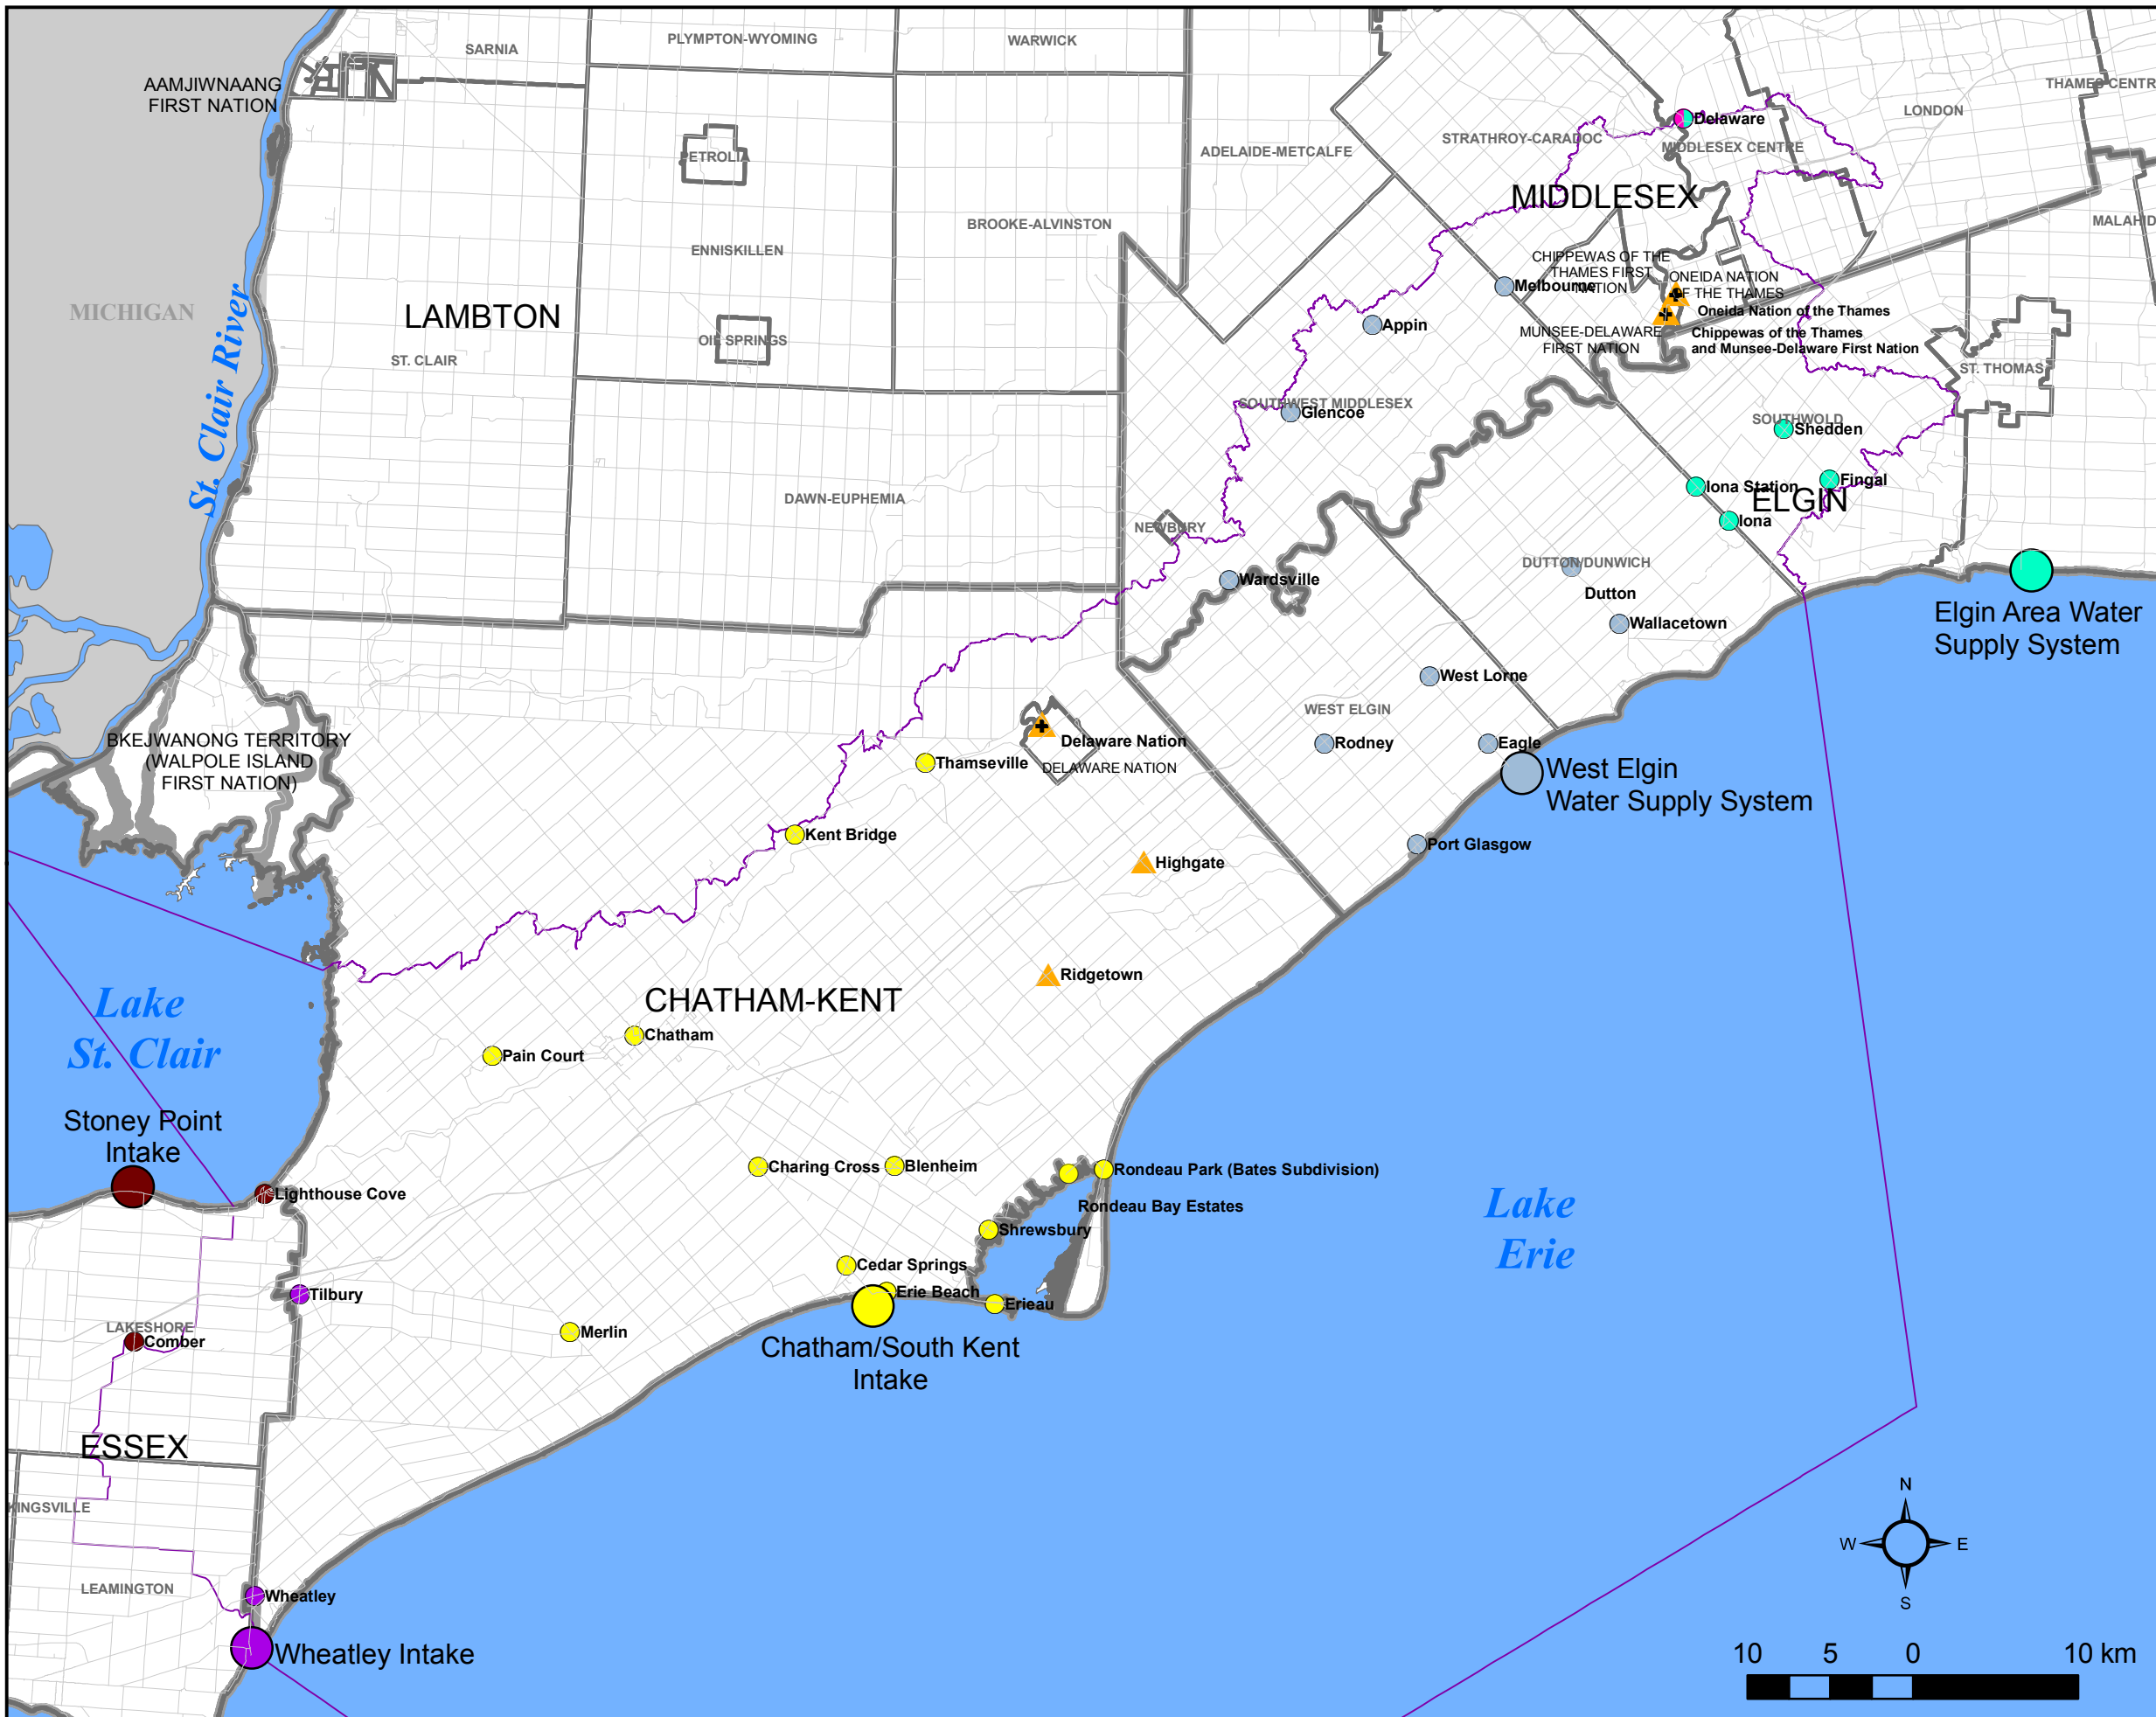 SARNIA
PLYMPTON-WYOMING
WARWICK
THAMES CENTR
AAMJIWNAANG
FIRST NATION
LONDON
Delaware
STRATHROY-CARADOC
MIDDLESEX CENTRE
ADELAIDE-METCALFE
PETROLIA
MIDDLESEX
MALAHID
BROOKE-ALVINSTON
ENNISKILLEN
CHIPPEWAS OF THE
THAMES FIRST
NATION
ONEIDA NATION
OF THE THAMES
Melbourne
MICHIGAN
LAMBTON
St. Clair River
Oneida Nation of the Thames
Appin
MUNSEE-DELAWARE
FIRST NATION
Chippewas of the Thames
and Munsee-Delaware First Nation
OIL SPRINGS
ST. CLAIR
ST. THOMAS
SOUTHWEST MIDDLESEX
Glencoe
SOUTHWOLD
Shedden
Fingal
Iona Station
ELGIN
DAWN-EUPHEMIA
Iona
NEWBURY
DUTTON/DUNWICH
Wardsville
Dutton
Wallacetown
Elgin Area Water
Supply System
West Lorne
WEST ELGIN
Rodney
Eagle
BKEJWANONG TERRITORY
(WALPOLE ISLAND
FIRST NATION)
Delaware Nation
DELAWARE NATION
Thamseville
West Elgin
Water Supply System
Kent Bridge
Port Glasgow
Highgate
Ridgetown
Lake
St. Clair
CHATHAM-KENT
Chatham
Pain Court
Stoney Point
Intake
Charing Cross
Blenheim
Rondeau Park (Bates Subdivision)
Lighthouse Cove
Rondeau Bay Estates
Lake
Erie
Shrewsbury
Cedar Springs
Erie Beach
Erieau
Tilbury
LAKESHORE
Comber
Merlin
Chatham/South Kent
Intake
ESSEX
KINGSVILLE
LEAMINGTON
Wheatley
Wheatley Intake
N
W
E
S
10 5 0 10 km